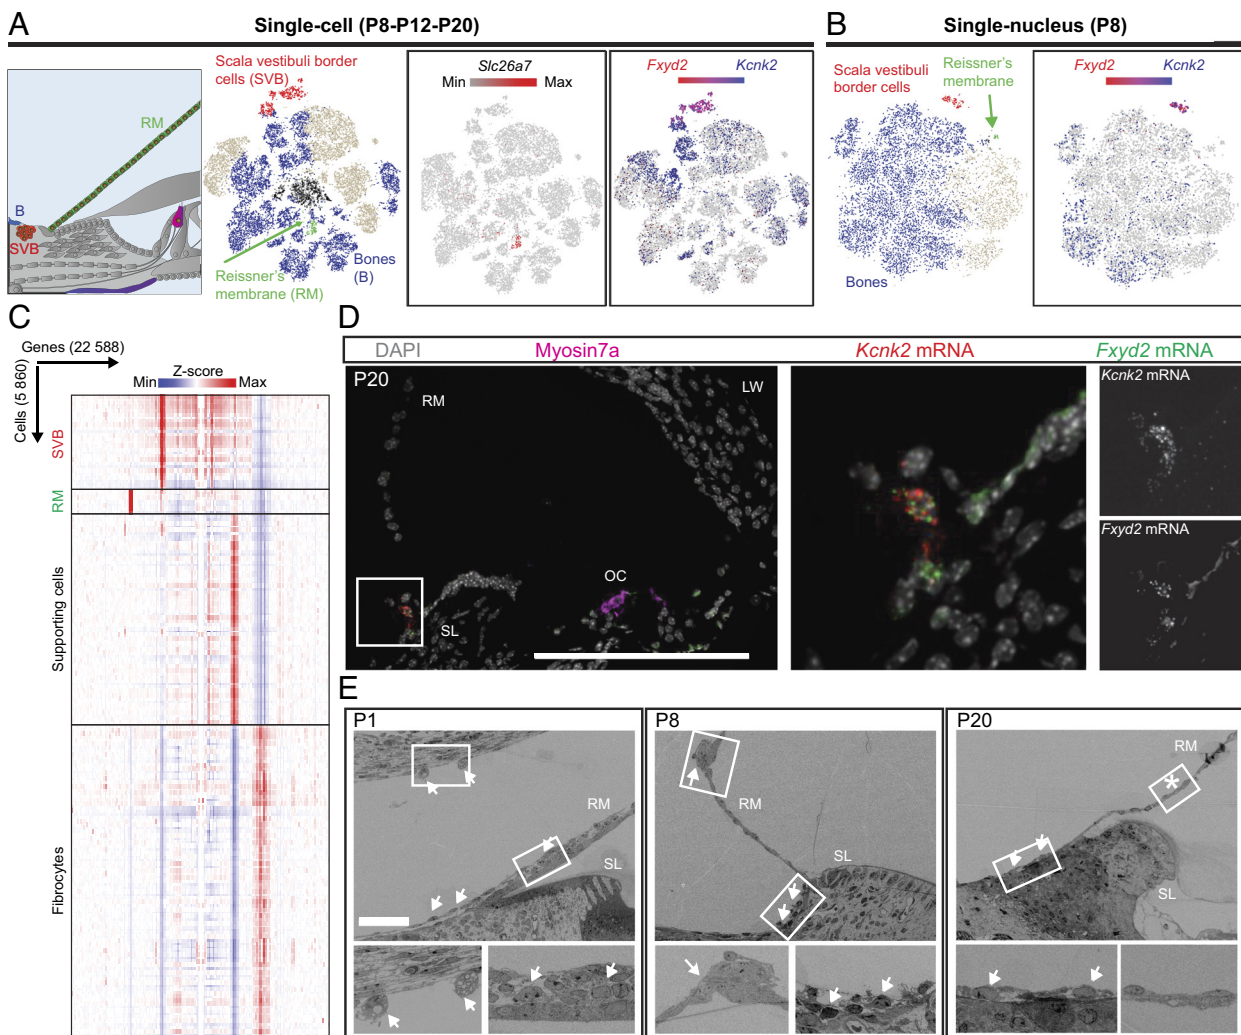 A
Single-cell (P8-P12-P20)
RM
B
SVB
Scala vestibuli border
cells (SVB)
Reissner's
membrane (RM)
Bones
(B)
Slc26a7
Min Max
Fxyd2 Kcnk2
B
Single-nucleus (P8)
Scala vestibuli
border cells
Reissner's
membrane
Bones
Fxyd2 Kcnk2
C
Genes (22 588)
Cells (5 860)
Z-score
Min Max
SVB
RM
Supporting cells
Fibrocytes
D
DAPI Myosin7a Kcnk2 mRNA Fxyd2 mRNA
P20
RM
LW
OC
SL
Kcnk2 mRNA
Fxyd2 mRNA
E
P1
RM
SL
P8
RM
SL
P20
RM
*
SL